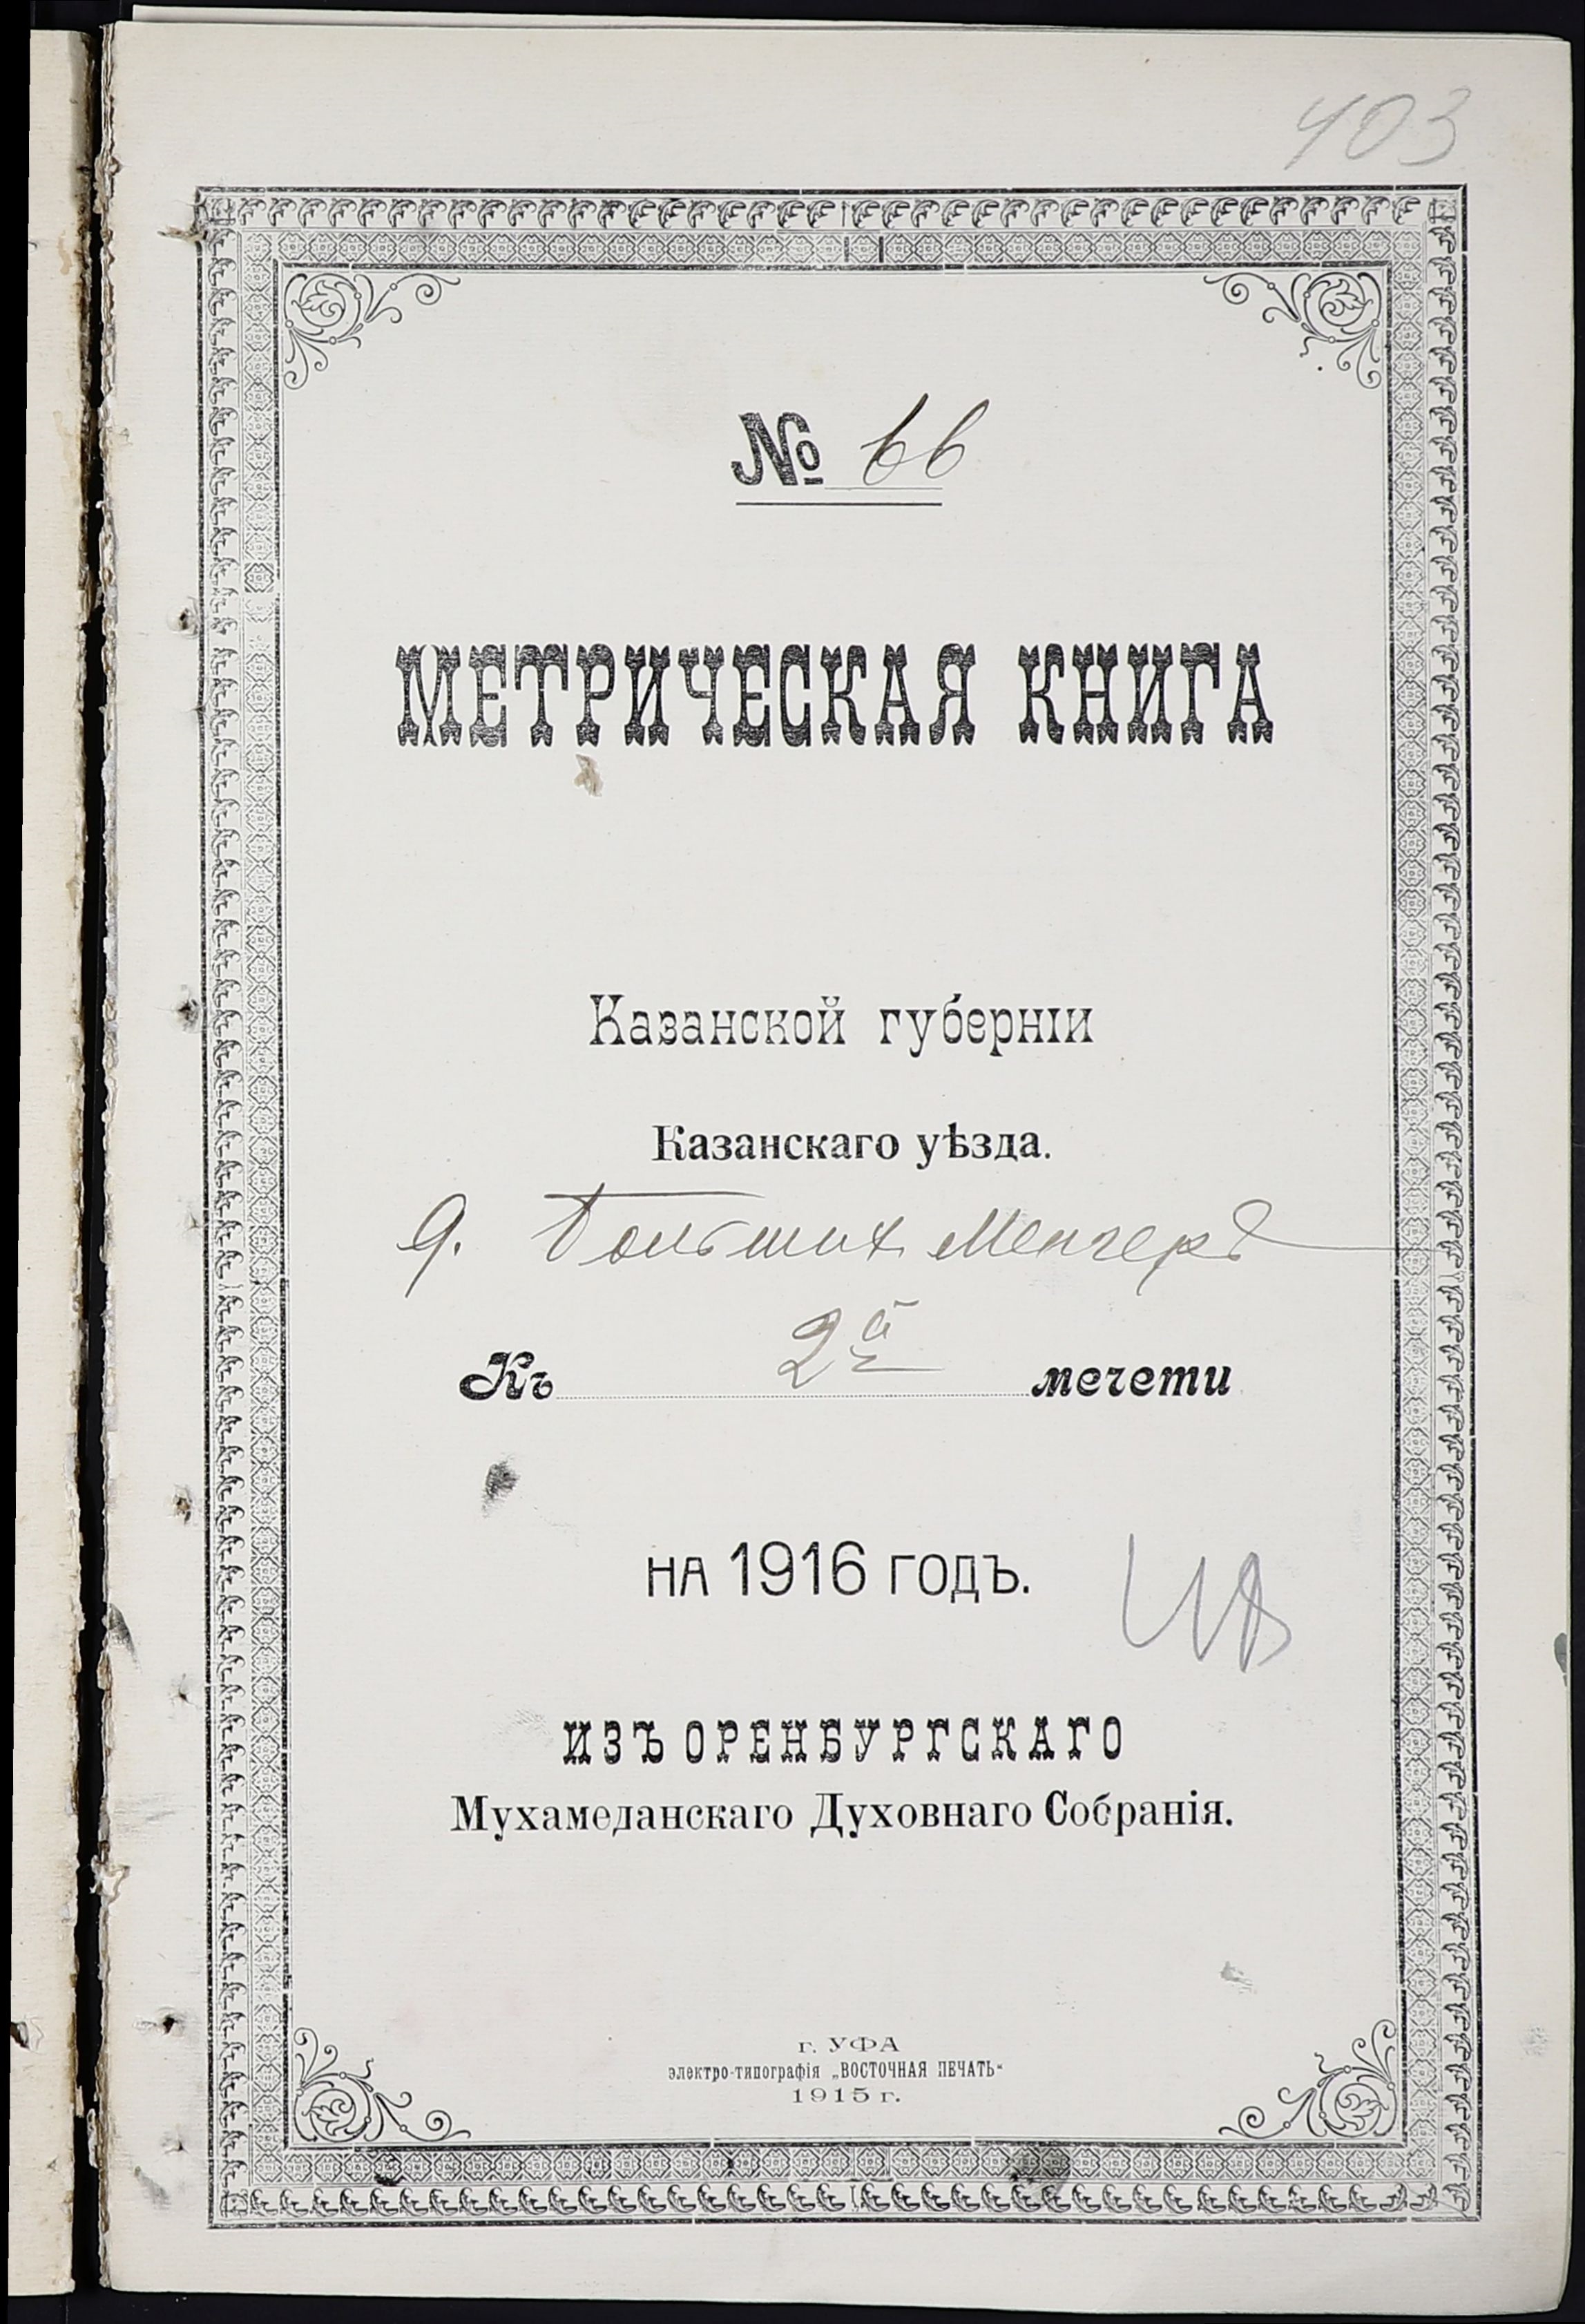 403
№ 66
МЕТРИЧЕСКАЯ КНИГА
Казанской губерніи
Казанскаго уѣзда.
д. Больших Менгеръ
Къ 2й мечети
НА 1916 ГОДЪ.
ИЗЪ ОРЕНБУРГСКАГО
Мухамеданскаго Духовнаго Собранія.
г. УФА
электро-типографія „ВОСТОЧНАЯ ПЕЧАТЬ“
1915 г.